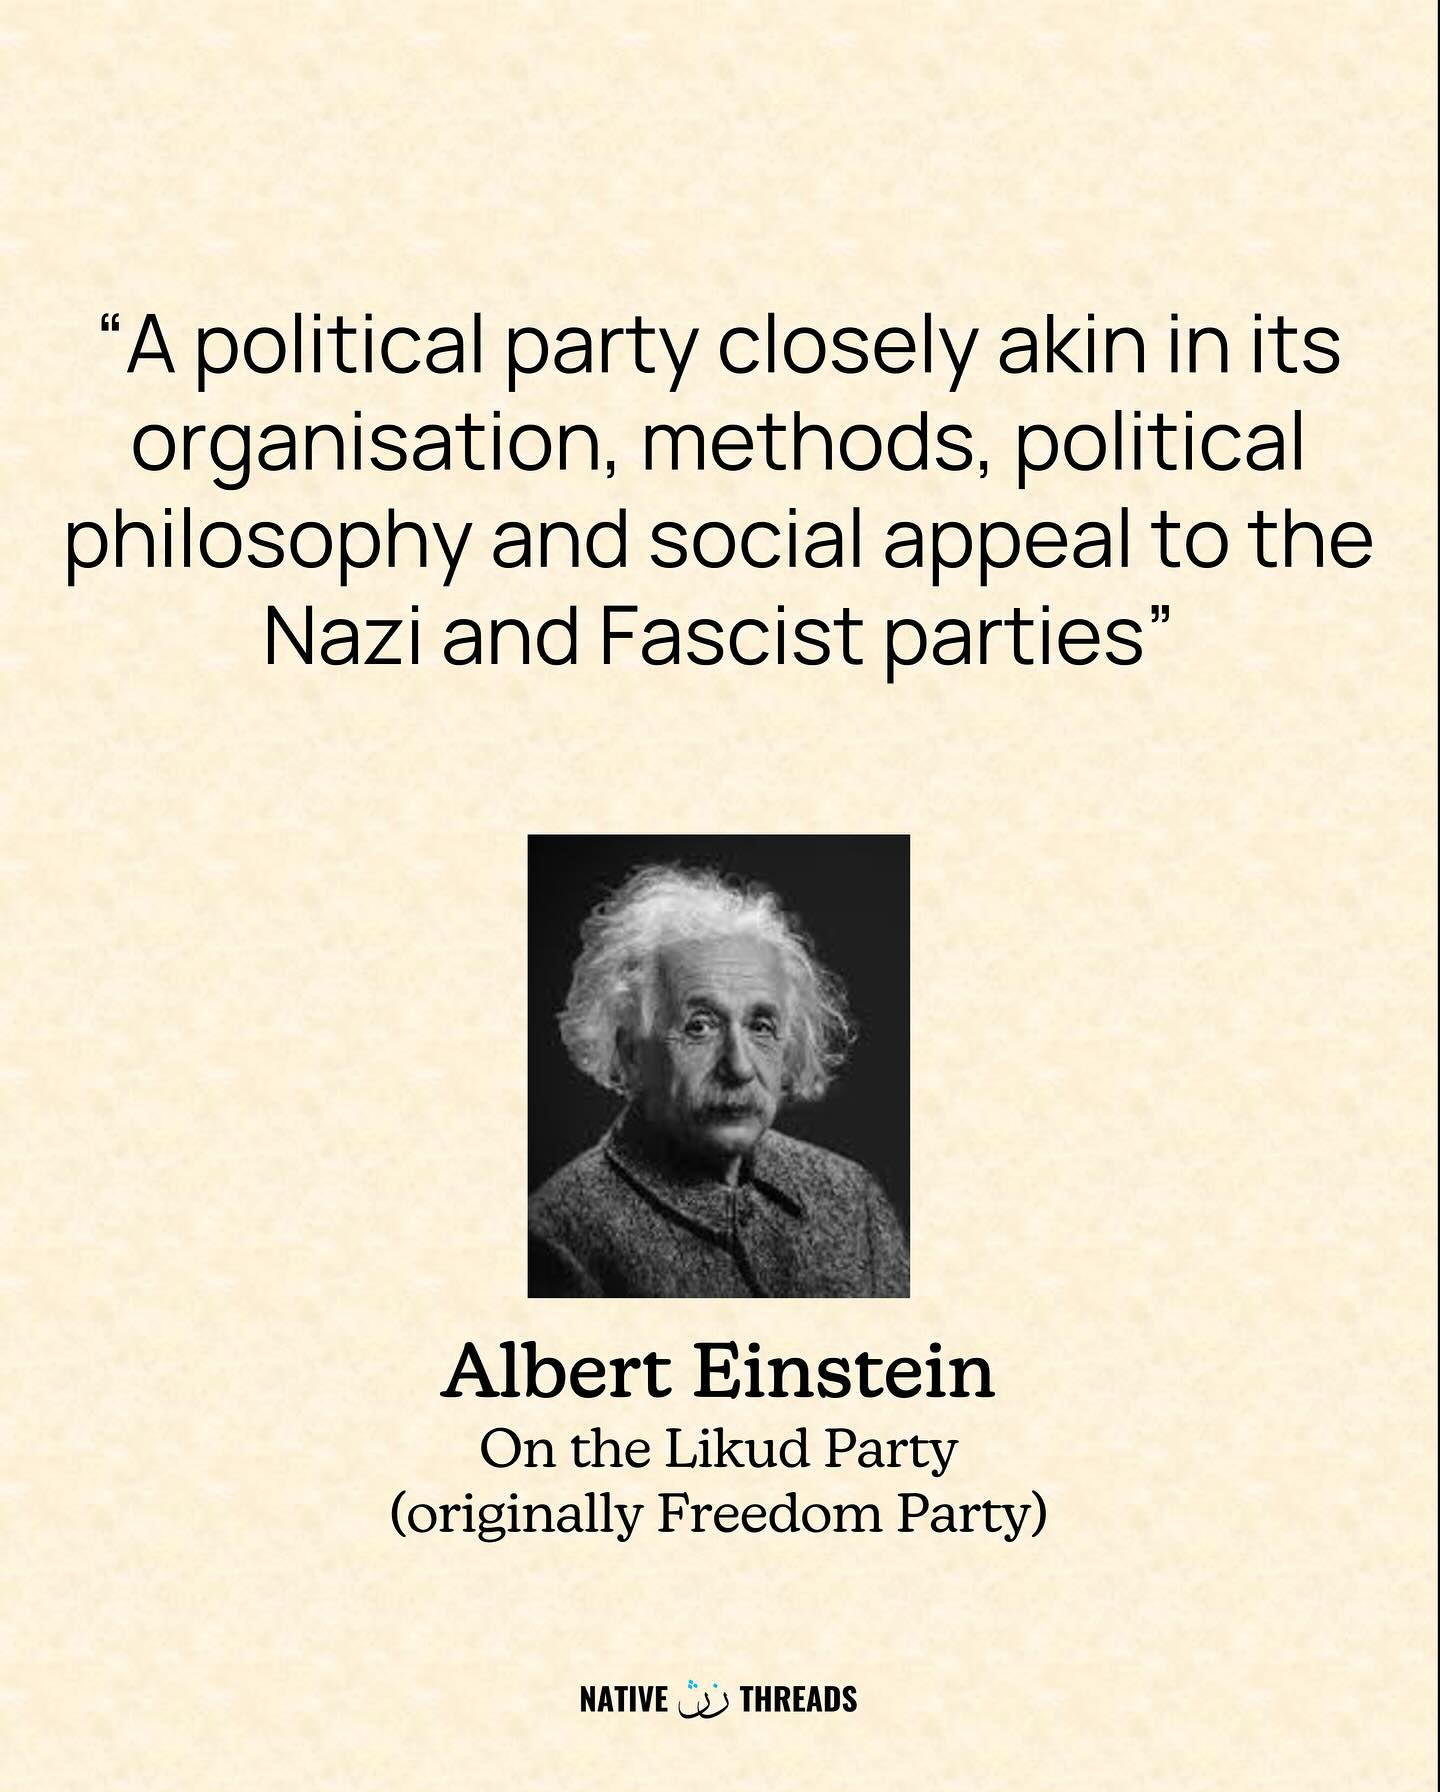 “A political party closely akin in its
organisation, methods, political
philosophy and social appeal to the
Nazi and Fascist parties”
Albert Einstein
On the Likud Party
(originally Freedom Party)
NATIVE ن ث THREADS